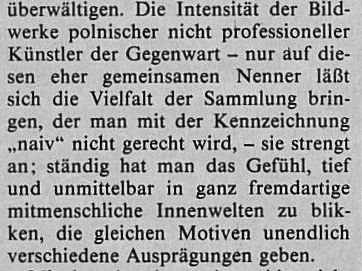 überwältigen. Die Intensität der Bild-
werke polnischer nicht professioneller
Künstler der Gegenwart – nur auf die-
sen eher gemeinsamen Nenner läßt
sich die Vielfalt der Sammlung brin-
gen, der man mit der Kennzeichnung
„naiv“ nicht gerecht wird, – sie strengt
an; ständig hat man das Gefühl, tief
und unmittelbar in ganz fremdartige
mitmenschliche Innenwelten zu blik-
ken, die gleichen Motiven unendlich
verschiedene Ausprägungen geben.